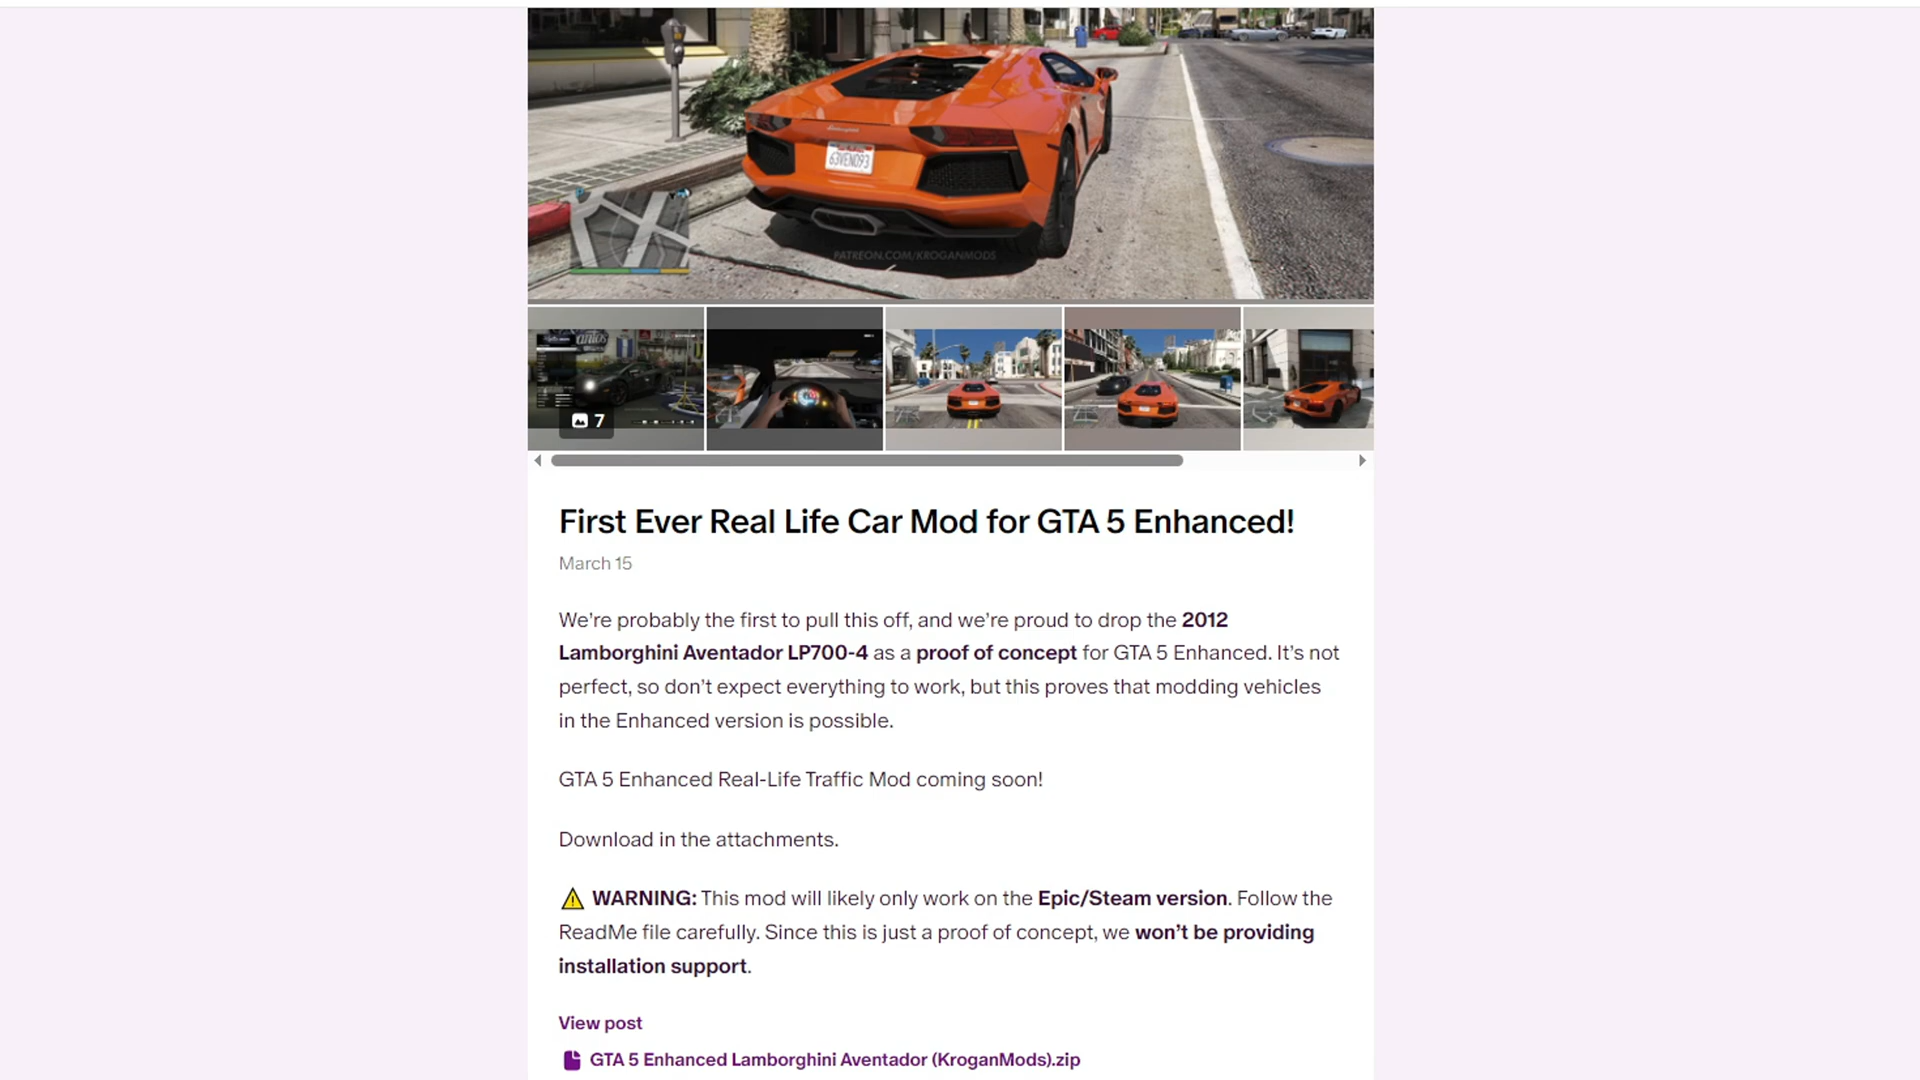 63VEN093
PATREON.COM/KROGANMODS
7
First Ever Real Life Car Mod for GTA 5 Enhanced!
March 15
We’re probably the first to pull this off, and we’re proud to drop the 2012
Lamborghini Aventador LP700-4 as a proof of concept for GTA 5 Enhanced. It’s not
perfect, so don’t expect everything to work, but this proves that modding vehicles
in the Enhanced version is possible.
GTA 5 Enhanced Real-Life Traffic Mod coming soon!
Download in the attachments.
⚠ WARNING: This mod will likely only work on the Epic/Steam version. Follow the
ReadMe file carefully. Since this is just a proof of concept, we won’t be providing
installation support.
View post
GTA 5 Enhanced Lamborghini Aventador (KroganMods).zip